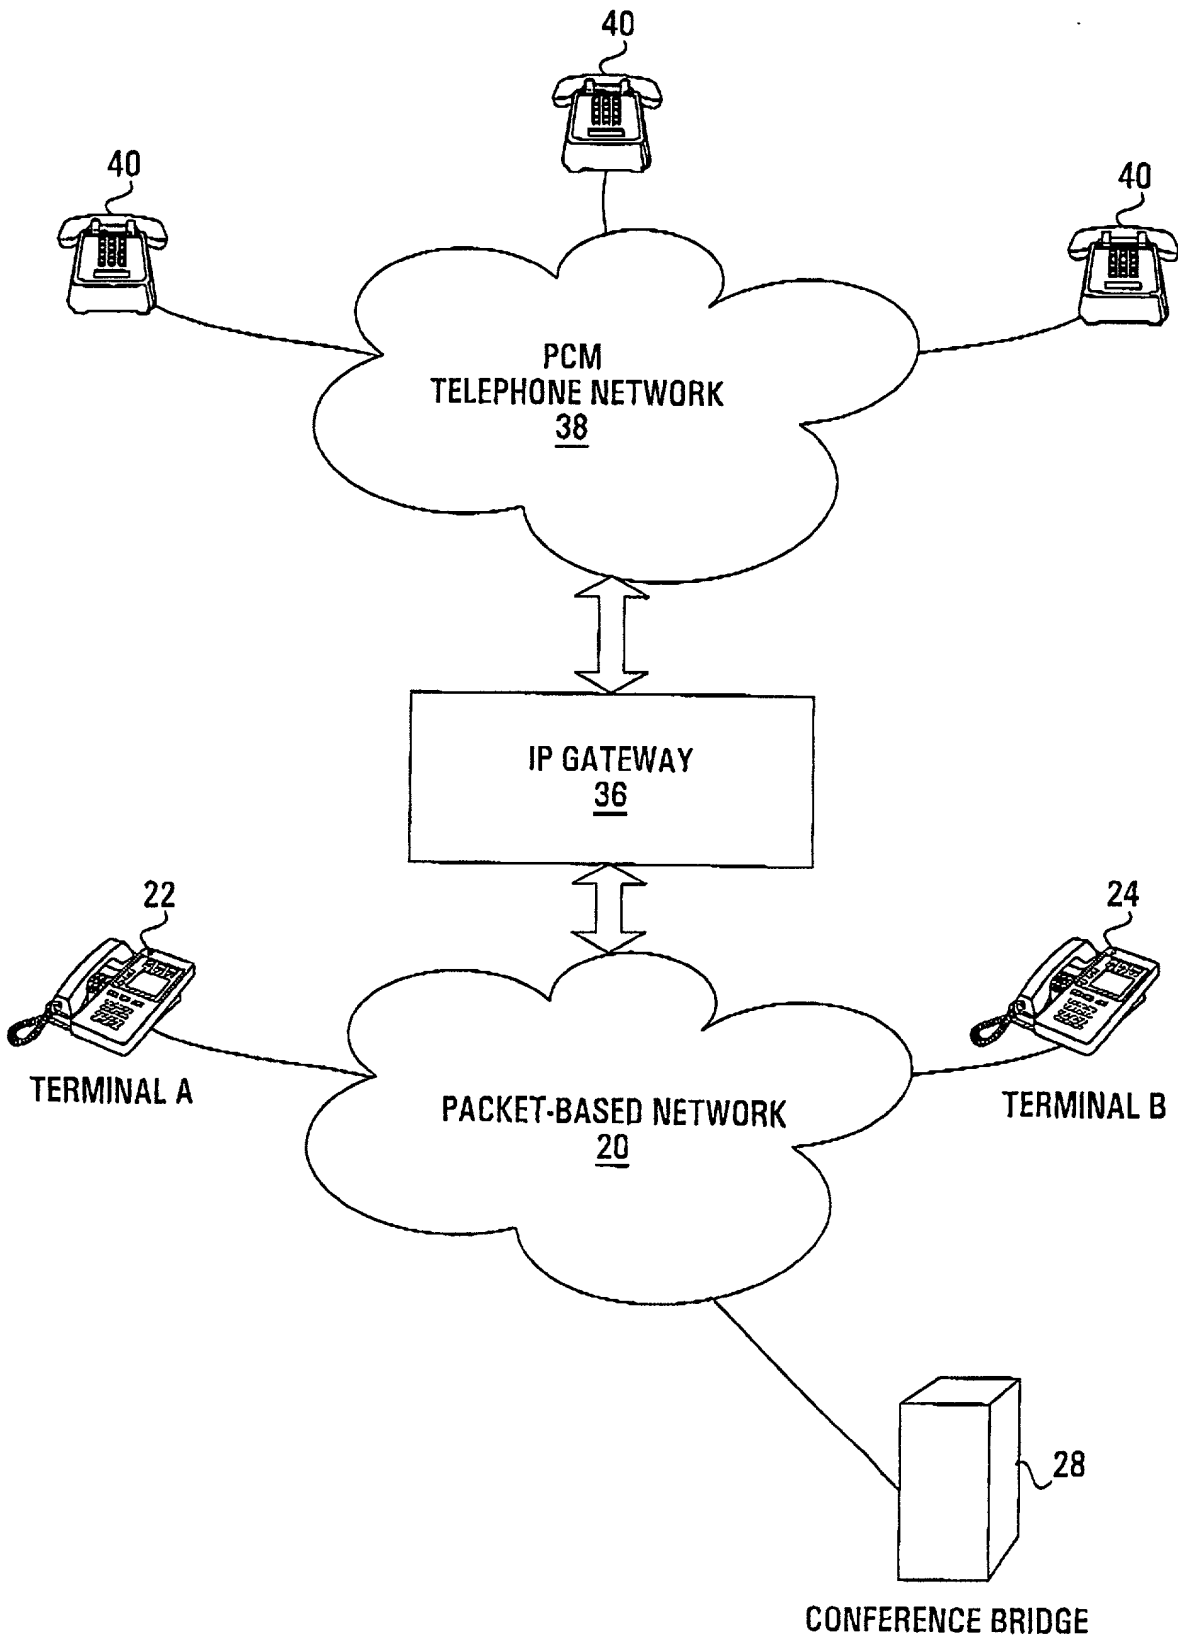 40
40
40
PCM
TELEPHONE NETWORK
38
IP GATEWAY
36
22
24
TERMINAL A
TERMINAL B
PACKET-BASED NETWORK
20
28
CONFERENCE BRIDGE